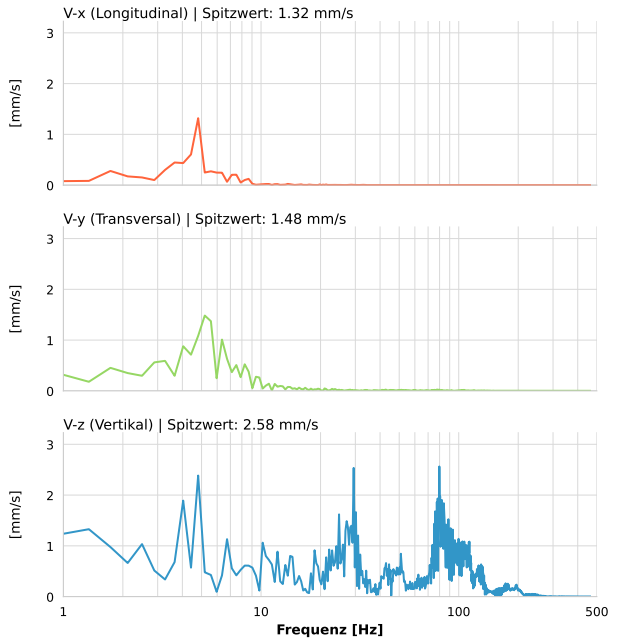 V-x (Longitudinal) | Spitzwert: 1.32 mm/s
[mm/s]
3
2
1
0
V-y (Transversal) | Spitzwert: 1.48 mm/s
[mm/s]
3
2
1
0
V-z (Vertikal) | Spitzwert: 2.58 mm/s
[mm/s]
3
2
1
0
1 10 100 500
Frequenz [Hz]